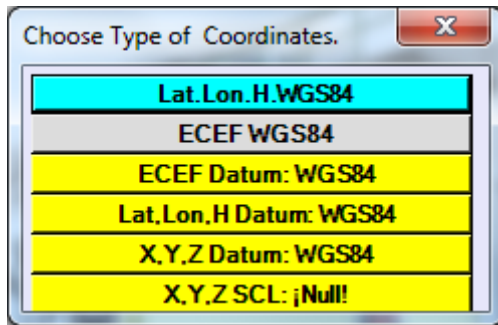 Choose Type of Coordinates.
Lat.Lon.H.WGS84
ECEF WGS84
ECEF Datum: WGS84
Lat,Lon,H Datum: WGS84
X,Y,Z Datum: WGS84
X,Y,Z SCL: ¡Null!